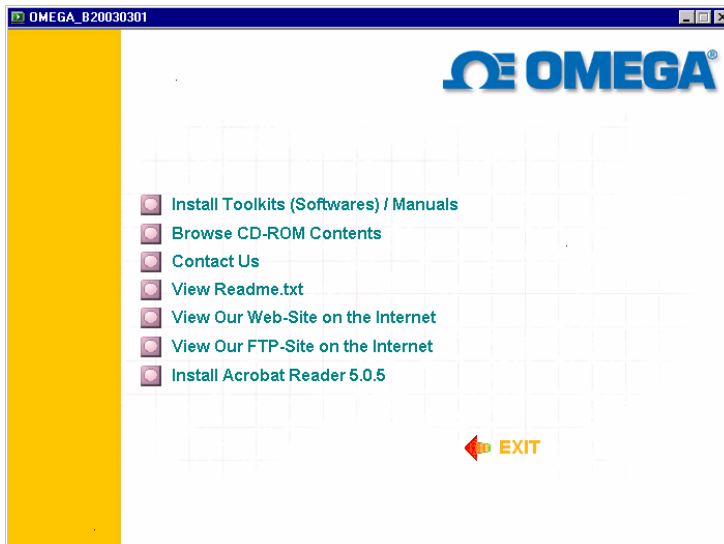 OMEGA_B20030301
OMEGA®
Install Toolkits (Softwares) / Manuals
Browse CD-ROM Contents
Contact Us
View Readme.txt
View Our Web-Site on the Internet
View Our FTP-Site on the Internet
Install Acrobat Reader 5.0.5
EXIT